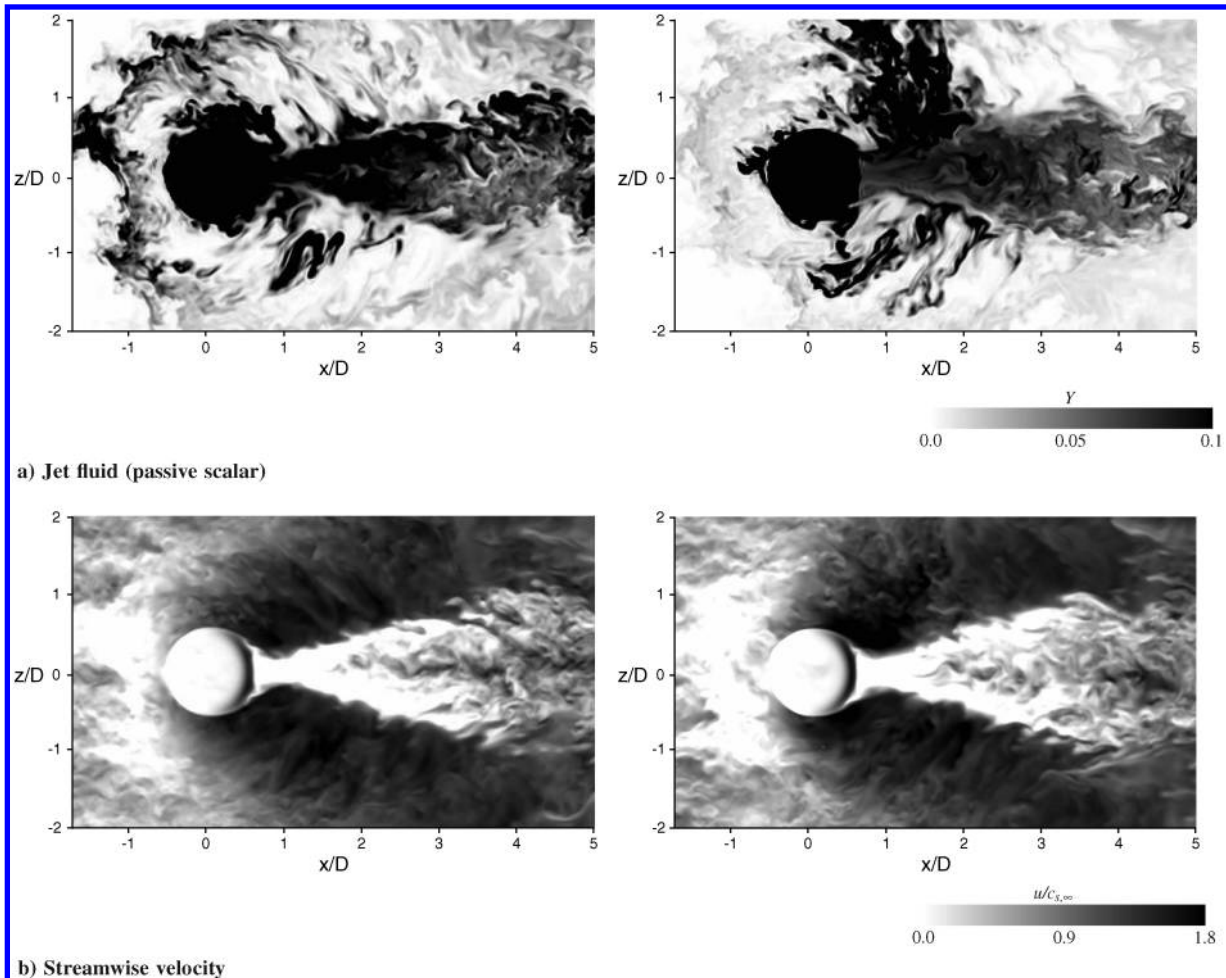 2
2
1
1
z/D 0
z/D 0
-1
-1
-2
-2
-1 0 1 2 3 4 5
-1 0 1 2 3 4 5
x/D
x/D
Y
0.0 0.05 0.1
a) Jet fluid (passive scalar)
2
2
1
1
z/D 0
z/D 0
-1
-1
-2
-2
-1 0 1 2 3 4 5
-1 0 1 2 3 4 5
x/D
x/D
u/c_{s,∞}
0.0 0.9 1.8
b) Streamwise velocity